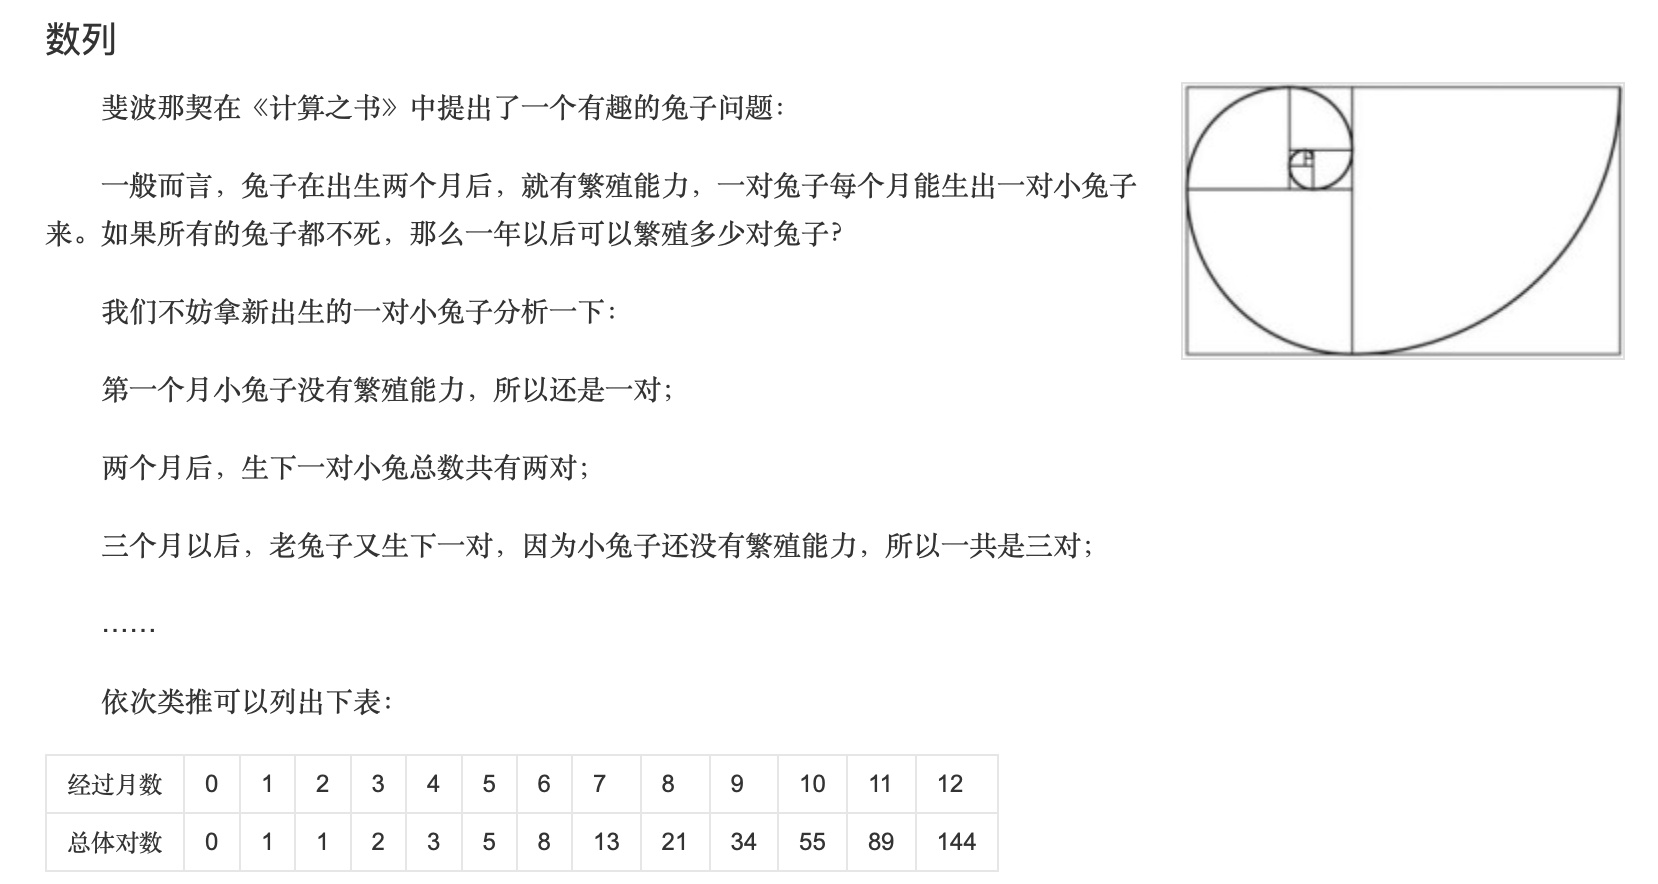 数列
斐波那契在《计算之书》中提出了一个有趣的兔子问题：
一般而言，兔子在出生两个月后，就有繁殖能力，一对兔子每个月能生出一对小兔子
来。如果所有的兔子都不死，那么一年以后可以繁殖多少对兔子？
我们不妨拿新出生的一对小兔子分析一下：
第一个月小兔子没有繁殖能力，所以还是一对；
两个月后，生下一对小兔总数共有两对；
三个月以后，老兔子又生下一对，因为小兔子还没有繁殖能力，所以一共是三对；
……
依次类推可以列出下表：
经过月数 0 1 2 3 4 5 6 7 8 9 10 11 12
总体对数 0 1 1 2 3 5 8 13 21 34 55 89 144